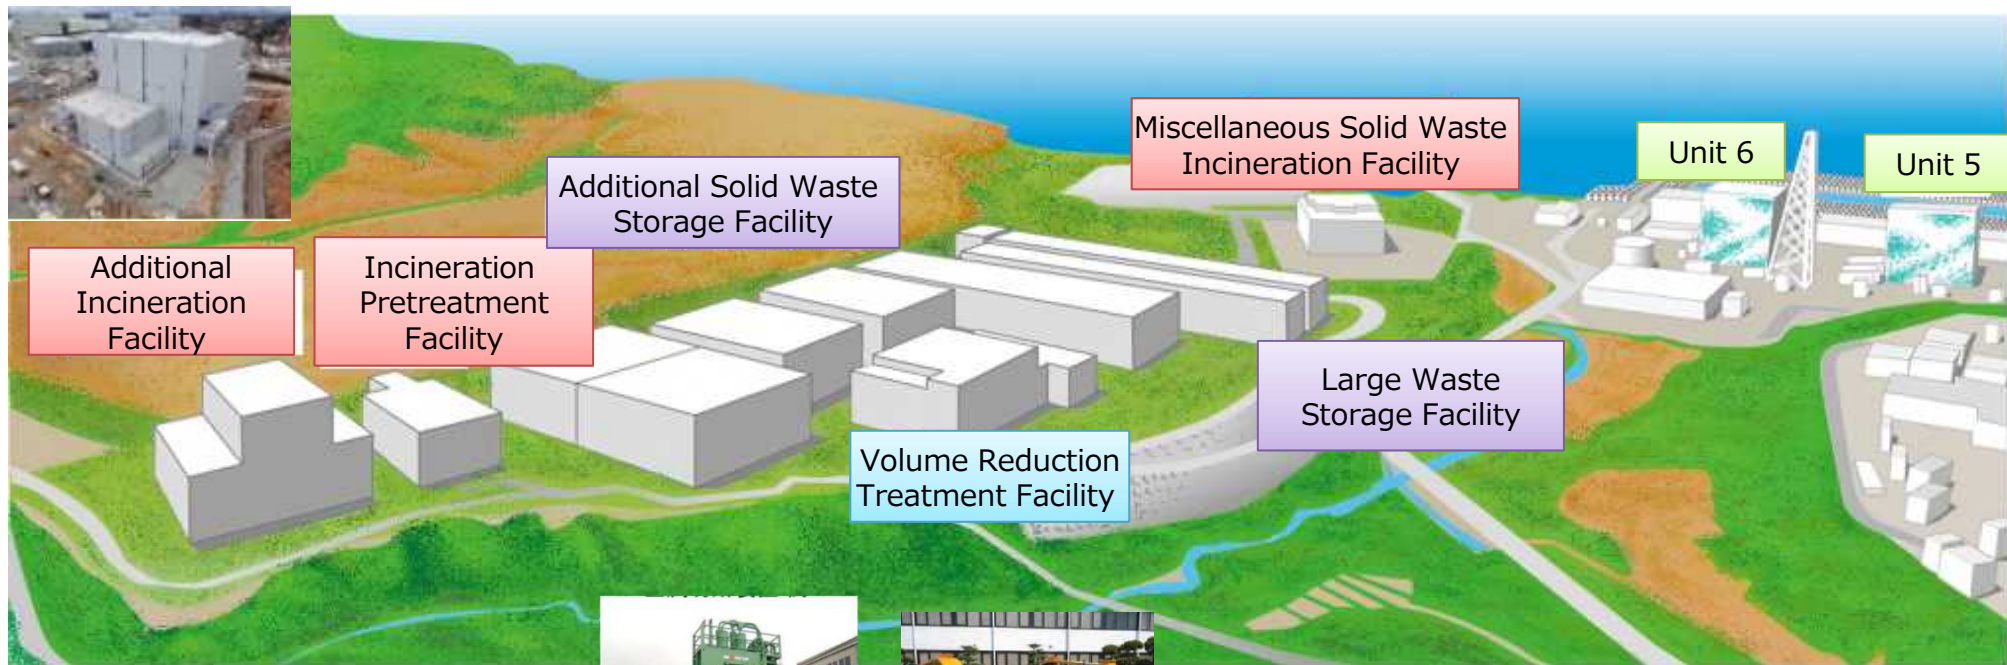 Additional
Incineration
Facility
Incineration
Pretreatment
Facility
Additional Solid Waste
Storage Facility
Miscellaneous Solid Waste
Incineration Facility
Unit 6
Unit 5
Large Waste
Storage Facility
Volume Reduction
Treatment Facility